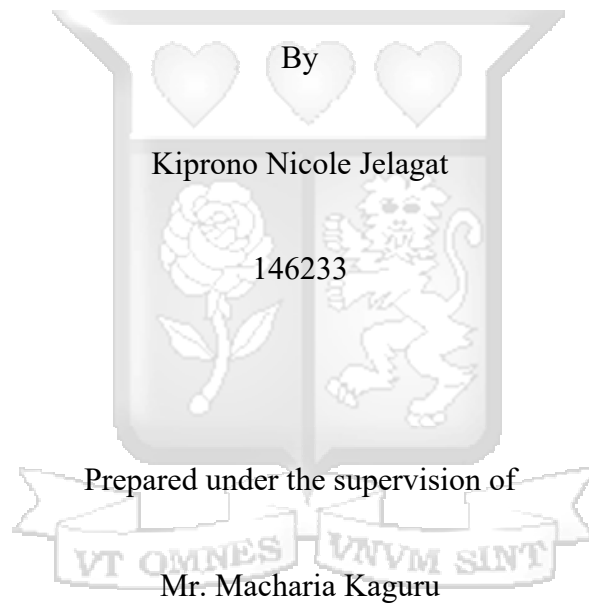 By
Kiprono Nicole Jelagat
146233
Prepared under the supervision of
VT OMNES VNVM SINT
Mr. Macharia Kaguru